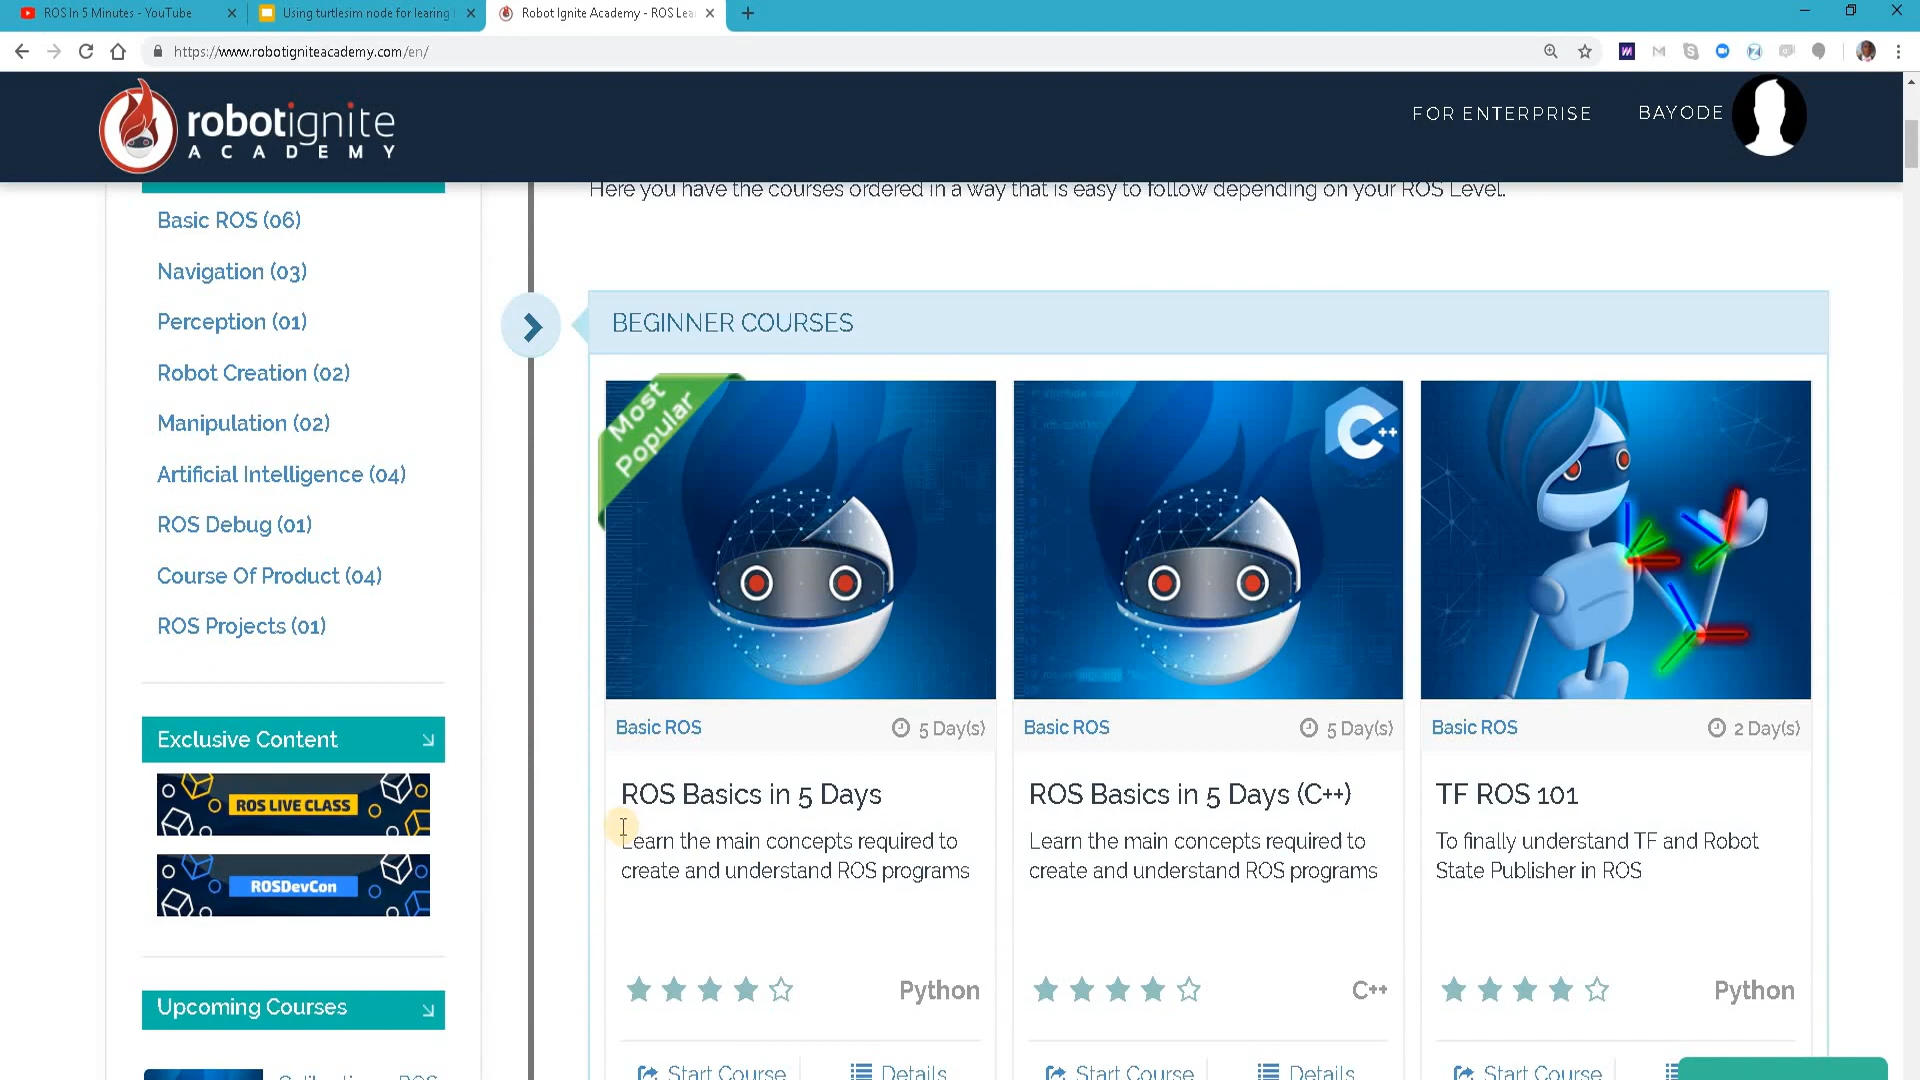 ROS In 5 Minutes - YouTube
Using turtlesim node for learing
Robot Ignite Academy - ROS Lea
https://www.robotigniteacademy.com/en/
robotignite
ACADEMY
FOR ENTERPRISE
BAYODE
Here you have the courses ordered in a way that is easy to follow depending on your ROS Level.
Basic ROS (06)
Navigation (03)
Perception (01)
Robot Creation (02)
Manipulation (02)
Artificial Intelligence (04)
ROS Debug (01)
Course Of Product (04)
ROS Projects (01)
Exclusive Content
ROS LIVE CLASS
ROSDevCon
Upcoming Courses
BEGINNER COURSES
Most
Popular
Basic ROS
5 Day(s)
ROS Basics in 5 Days
Learn the main concepts required to
create and understand ROS programs
Python
Start Course
Details
C++
Basic ROS
5 Day(s)
ROS Basics in 5 Days (C++)
Learn the main concepts required to
create and understand ROS programs
C++
Start Course
Details
Basic ROS
2 Day(s)
TF ROS 101
To finally understand TF and Robot
State Publisher in ROS
Python
Start Course